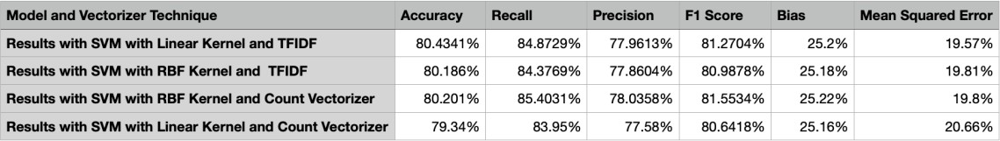 Model and Vectorizer Technique Accuracy Recall Precision F1 Score Bias Mean Squared Error
Results with SVM with Linear Kernel and TFIDF 80.4341% 84.8729% 77.9613% 81.2704% 25.2% 19.57%
Results with SVM with RBF Kernel and TFIDF 80.186% 84.3769% 77.8604% 80.9878% 25.18% 19.81%
Results with SVM with RBF Kernel and Count Vectorizer 80.201% 85.4031% 78.0358% 81.5534% 25.22% 19.8%
Results with SVM with Linear Kernel and Count Vectorizer 79.34% 83.95% 77.58% 80.6418% 25.16% 20.66%